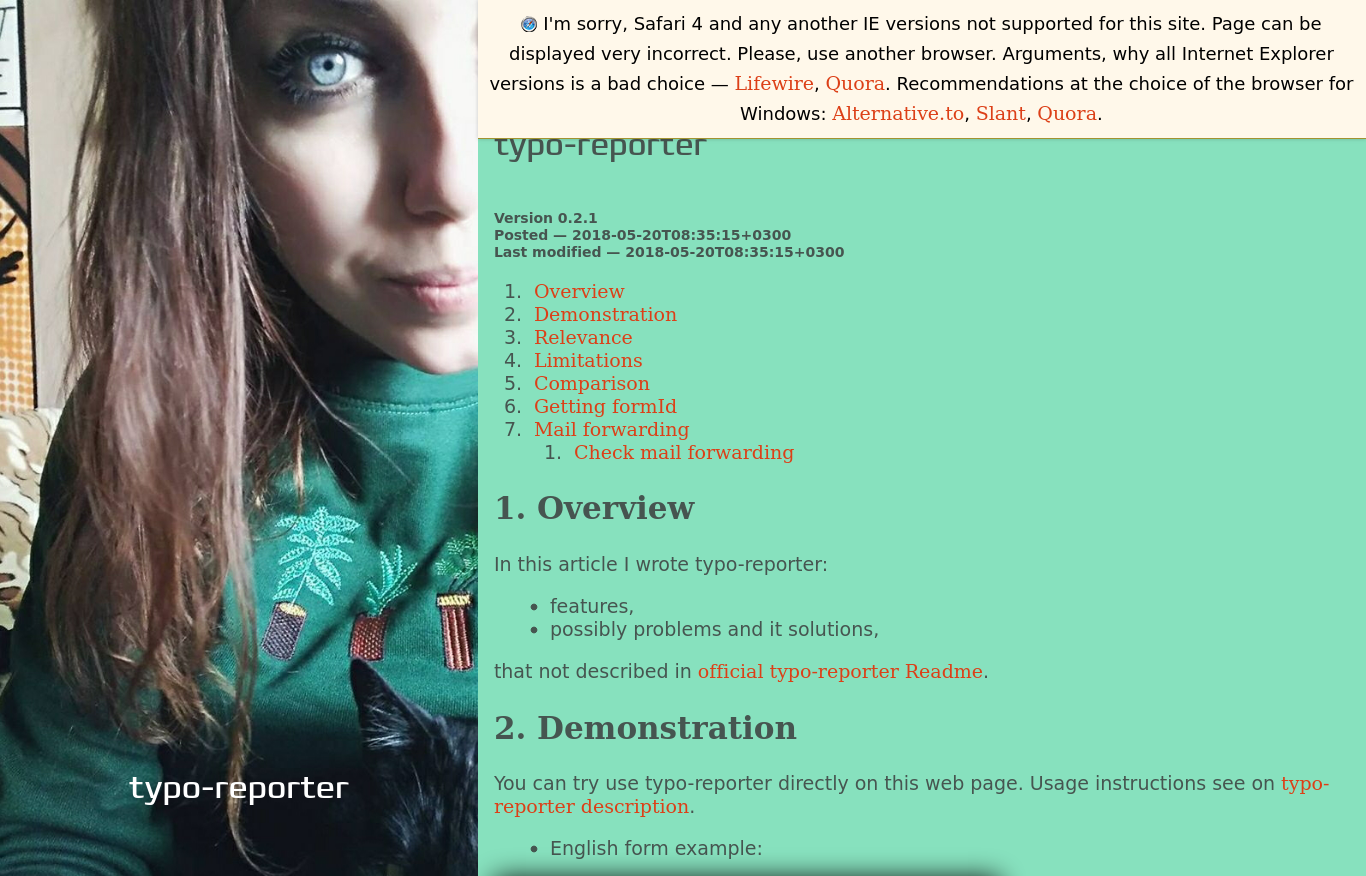 I'm sorry, Safari 4 and any another IE versions not supported for this site. Page can be
displayed very incorrect. Please, use another browser. Arguments, why all Internet Explorer
versions is a bad choice — Lifewire, Quora. Recommendations at the choice of the browser for
Windows: Alternative.to, Slant, Quora.
typo-reporter
Version 0.2.1
Posted — 2018-05-20T08:35:15+0300
Last modified — 2018-05-20T08:35:15+0300
1. Overview
2. Demonstration
3. Relevance
4. Limitations
5. Comparison
6. Getting formId
7. Mail forwarding
1. Check mail forwarding
1. Overview
In this article I wrote typo-reporter:
• features,
• possibly problems and it solutions,
that not described in official typo-reporter Readme.
2. Demonstration
You can try use typo-reporter directly on this web page. Usage instructions see on typo-
reporter description.
• English form example:
typo-reporter